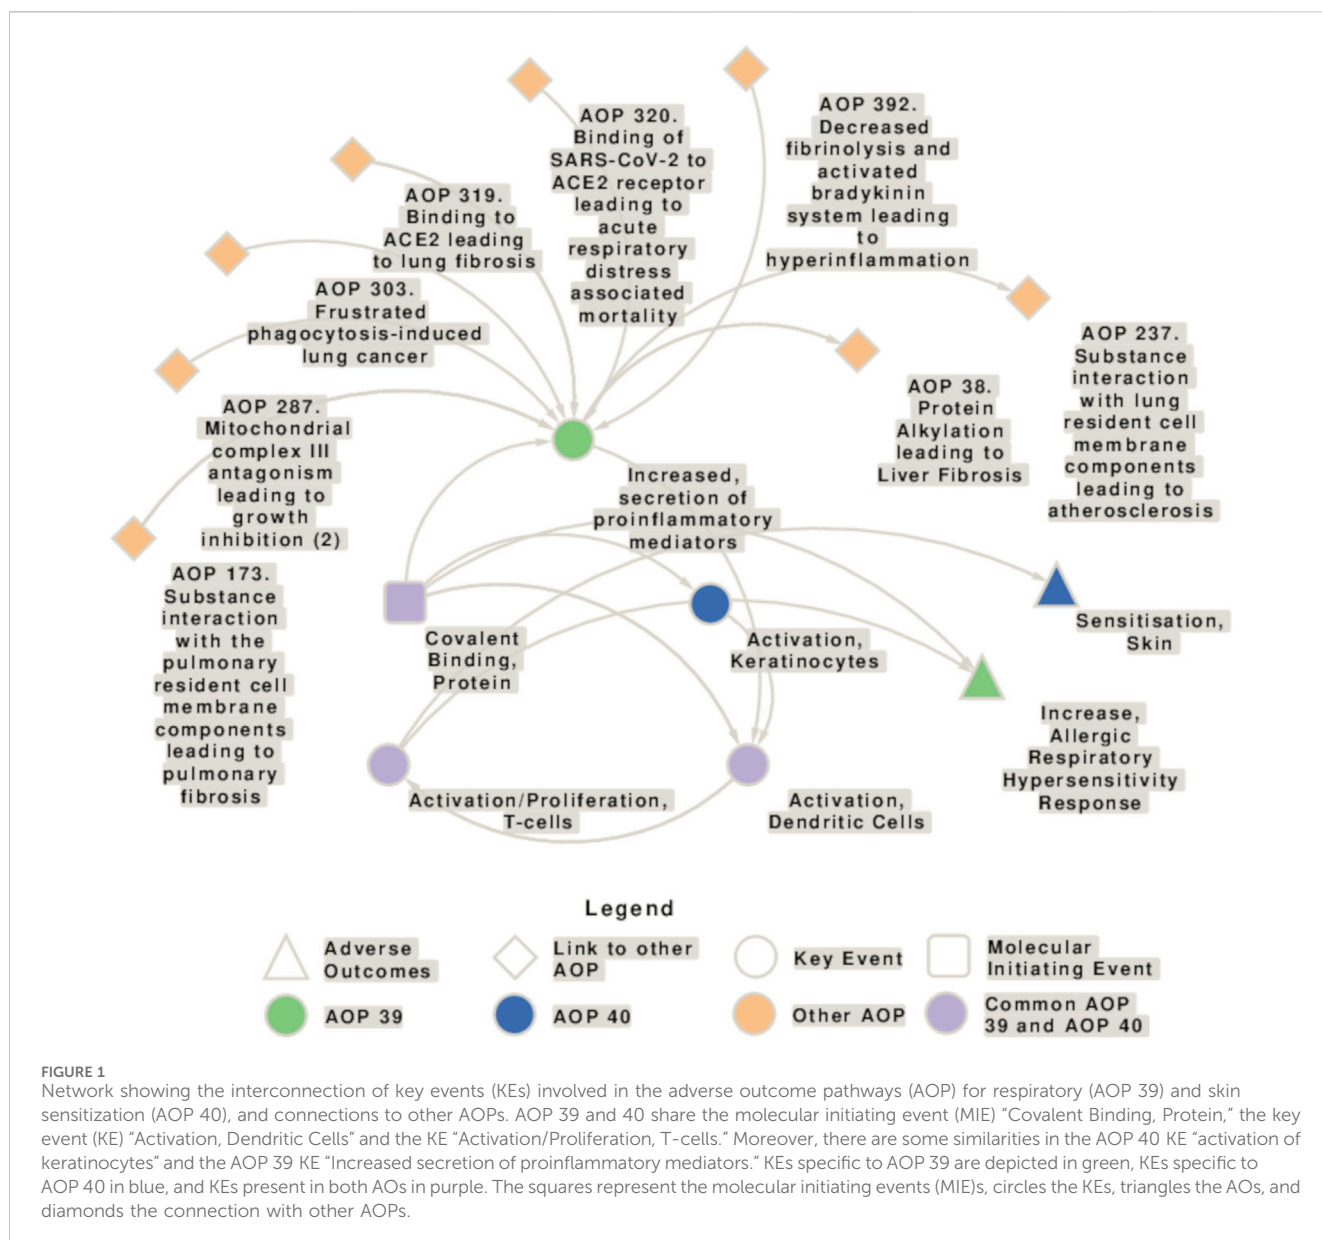 AOP 320.
Binding of
SARS-CoV-2 to
ACE2 receptor
leading to
acute
respiratory
distress
associated
mortality
AOP 392.
Decreased
fibrinolysis and
activated
bradykinin
system leading
to
hyperinflammation
AOP 319.
Binding to
ACE2 leading
to lung fibrosis
AOP 303.
Frustrated
phagocytosis-induced
lung cancer
AOP 237.
Substance
interaction
with lung
resident cell
membrane
components
leading to
atherosclerosis
AOP 38.
Protein
Alkylation
leading to
Liver Fibrosis
AOP 287.
Mitochondrial
complex III
antagonism
leading to
growth
inhibition (2)
Increased,
secretion of
proinflammatory
mediators
AOP 173.
Substance
interaction
with the
pulmonary
resident cell
membrane
components
leading to
pulmonary
fibrosis
Covalent
Binding,
Protein
Activation,
Keratinocytes
Sensitisation,
Skin
Increase,
Allergic
Respiratory
Hypersensitivity
Response
Activation/Proliferation,
T-cells
Activation,
Dendritic Cells
Legend
Adverse
Outcomes
Link to other
AOP
Key Event
Molecular
Initiating Event
AOP 39
AOP 40
Other AOP
Common AOP
39 and AOP 40
FIGURE 1
Network showing the interconnection of key events (KEs) involved in the adverse outcome pathways (AOP) for respiratory (AOP 39) and skin
sensitization (AOP 40), and connections to other AOPs. AOP 39 and 40 share the molecular initiating event (MIE) “Covalent Binding, Protein,” the key
event (KE) “Activation, Dendritic Cells” and the KE “Activation/Proliferation, T-cells.” Moreover, there are some similarities in the AOP 40 KE “activation of
keratinocytes” and the AOP 39 KE “Increased secretion of proinflammatory mediators.” KEs specific to AOP 39 are depicted in green, KEs specific to
AOP 40 in blue, and KEs present in both AOs in purple. The squares represent the molecular initiating events (MIE)s, circles the KEs, triangles the AOs, and
diamonds the connection with other AOPs.